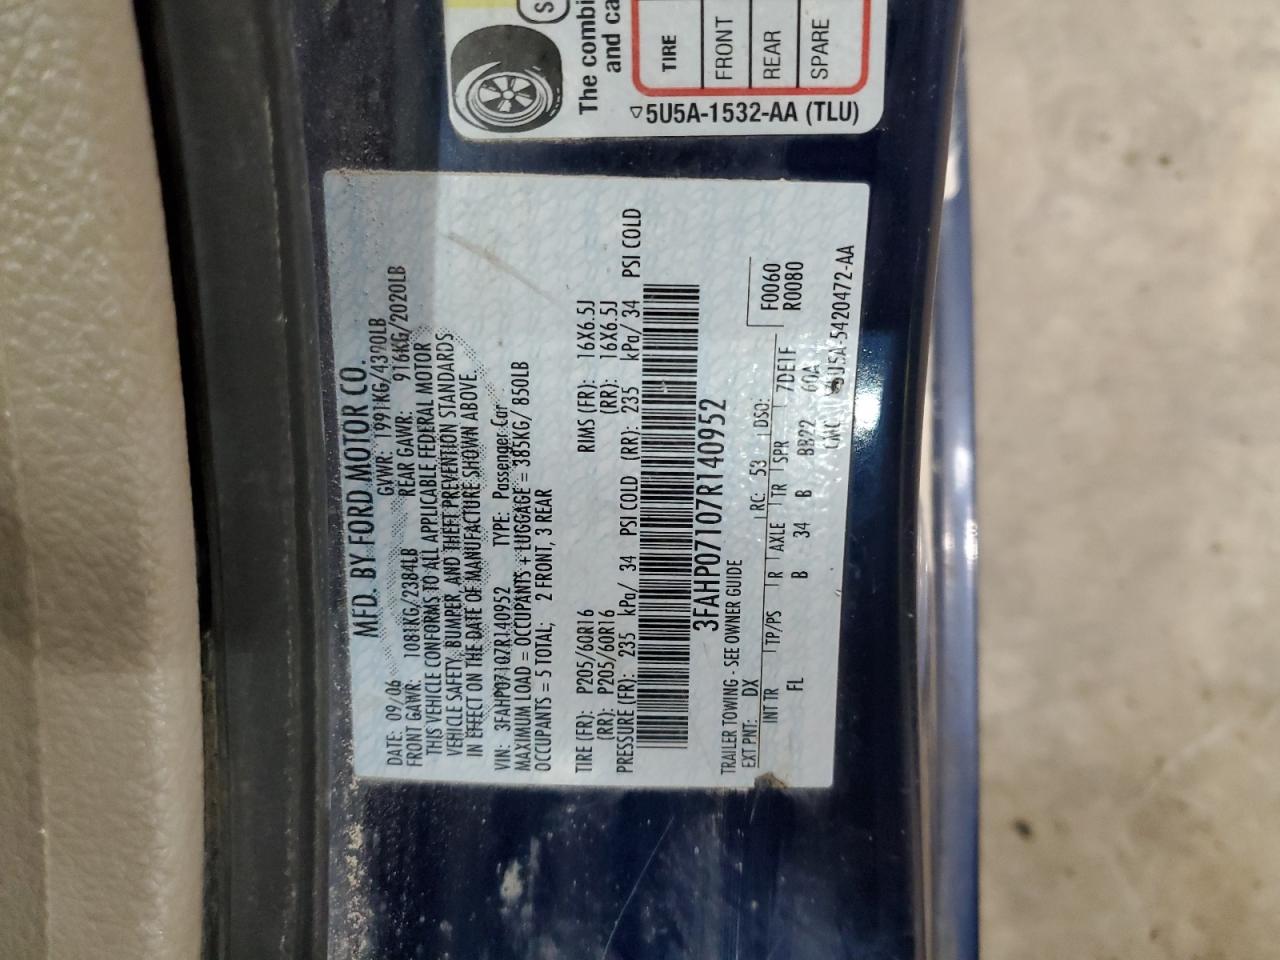 MFD. BY FORD MOTOR CO.
DATE: 09/06 GVWR: 1991KG/4390LB
FRONT GAWR: 1081KG/2384LB REAR GAWR: 916KG/2020LB
THIS VEHICLE CONFORMS TO ALL APPLICABLE FEDERAL MOTOR
VEHICLE SAFETY, BUMPER, AND THEFT PREVENTION STANDARDS
IN EFFECT ON THE DATE OF MANUFACTURE SHOWN ABOVE.
VIN: 3FAHP07107R140952 TYPE: Passenger Car
MAXIMUM LOAD = OCCUPANTS + LUGGAGE = 385KG/ 850LB
OCCUPANTS = 5 TOTAL; 2 FRONT, 3 REAR
TIRE (FR): P205/60R16 RIMS (FR): 16X6.5J
(RR): P205/60R16 (RR): 16X6.5J
PRESSURE (FR): 235 kPa/ 34 PSI COLD (RR): 235 kPa/ 34 PSI COLD
3FAHP07107R140952
TRAILER TOWING - SEE OWNER GUIDE
F0060
EXT PNT: DX RC: 53 DSO: R0080
INT TR TP/PS R AXLE TR SPR 7DE1F
FL B 34 B BB22 60A
5U5A-5420472-AA
The combi
and ca
TIRE
FRONT
REAR
SPARE
5U5A-1532-AA (TLU)